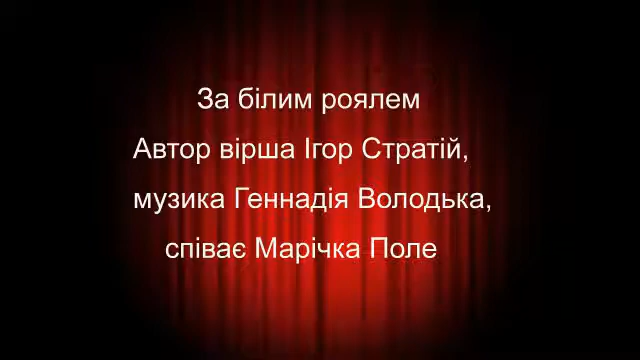 За білим роялем
Автор вірша Ігор Стратій,
музика Геннадія Володька,
співає Марічка Поле